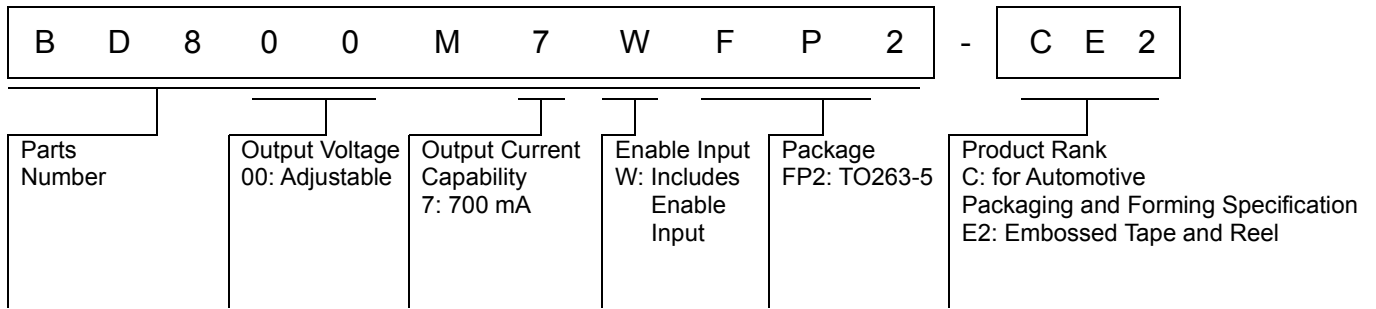 B D 8 0 0 M 7 W F P 2 - C E 2
Parts
Number
Output Voltage
00: Adjustable
Output Current
Capability
7: 700 mA
Enable Input
W: Includes
Enable
Input
Package
FP2: TO263-5
Product Rank
C: for Automotive
Packaging and Forming Specification
E2: Embossed Tape and Reel